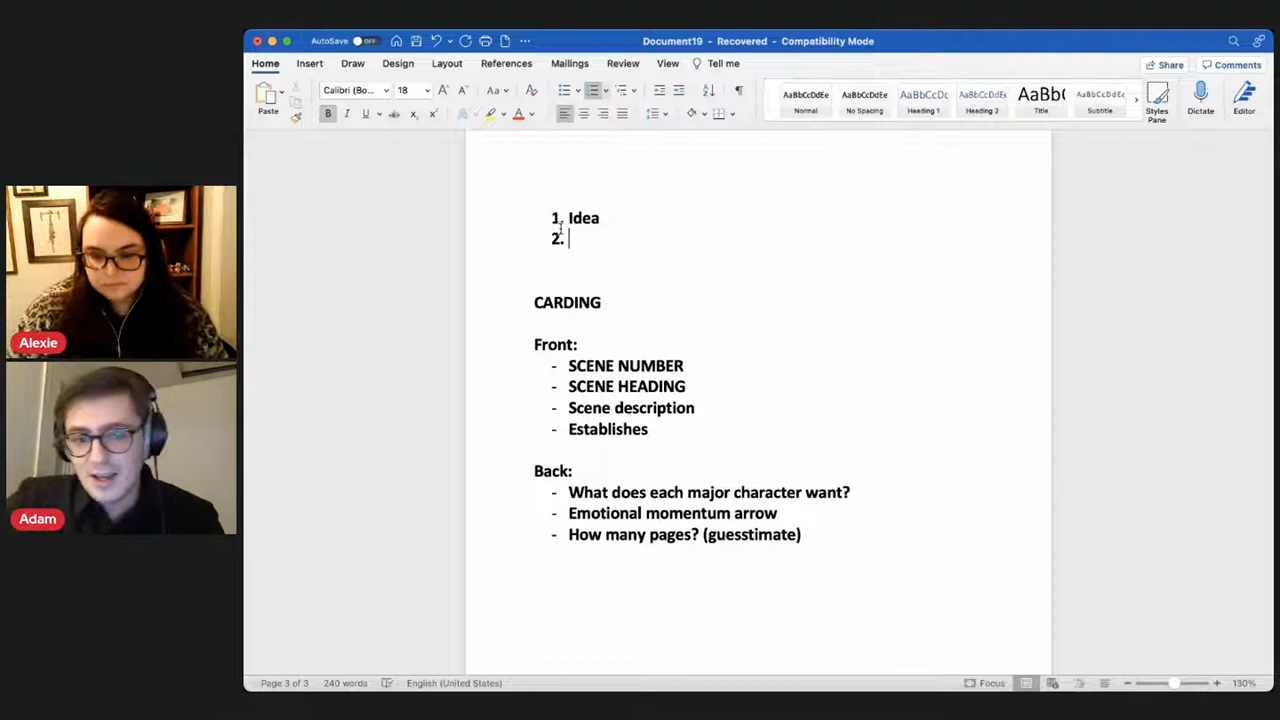 AutoSave OFF
Document19 - Recovered - Compatibility Mode
Home Insert Draw Design Layout References Mailings Review View Tell me
Share Comments
Paste
Calibri (Bo... 18
AaBbCcDdEe Normal
AaBbCcDdEe No Spacing
AaBbCcDc Heading 1
AaBbCcDdEe Heading 2
AaBb( Title
AaBbCcDdEe Subtitle
Styles Pane
Dictate
Editor
1. Idea
2.
CARDING
Front:
- SCENE NUMBER
- SCENE HEADING
- Scene description
- Establishes
Back:
- What does each major character want?
- Emotional momentum arrow
- How many pages? (guesstimate)
Alexie
Adam
Page 3 of 3 240 words English (United States) Focus 130%